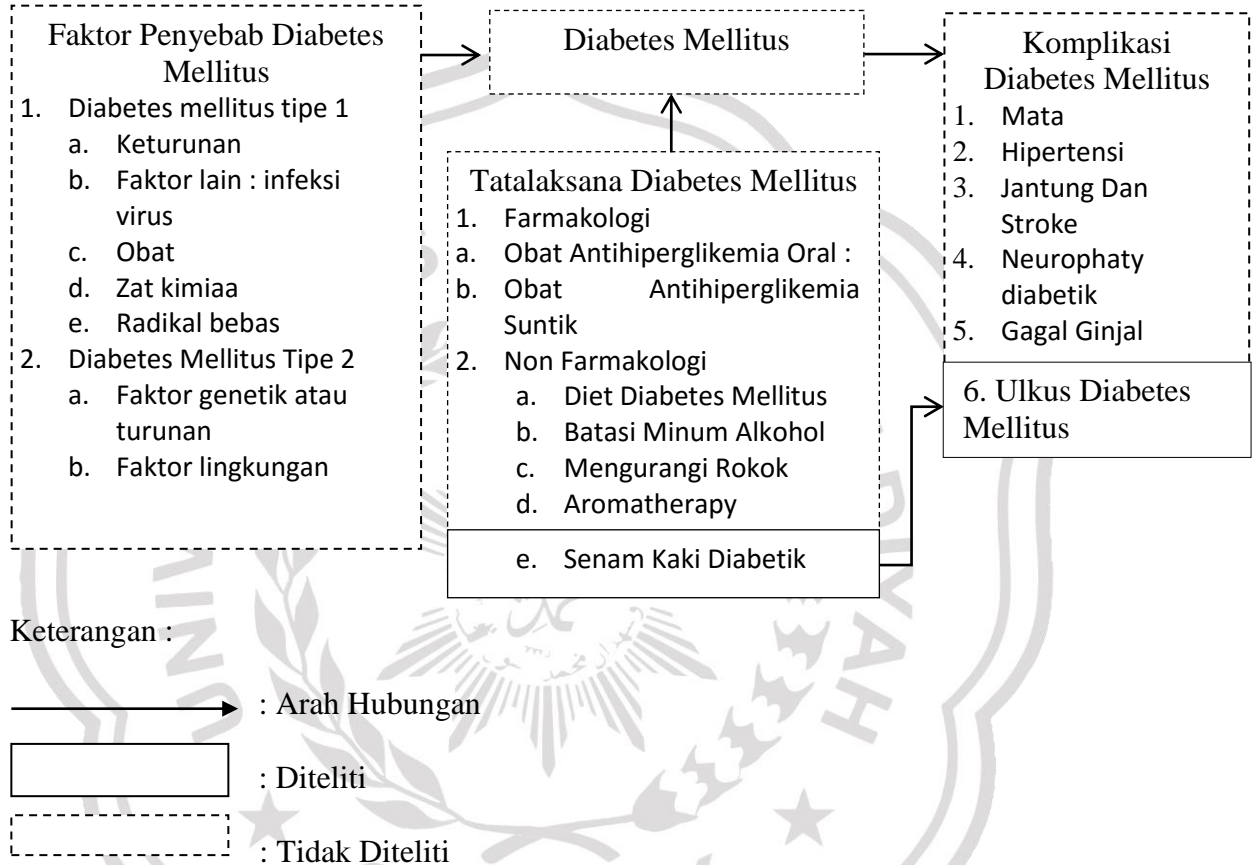 Faktor Penyebab Diabetes
Mellitus
1. Diabetes mellitus tipe 1
a. Keturunan
b. Faktor lain : infeksi
virus
c. Obat
d. Zat kimiaa
e. Radikal bebas
2. Diabetes Mellitus Tipe 2
a. Faktor genetik atau
turunan
b. Faktor lingkungan
Diabetes Mellitus
Tatalaksana Diabetes Mellitus
1. Farmakologi
a. Obat Antihiperglikemia Oral :
b. Obat Antihiperglikemia
Suntik
2. Non Farmakologi
a. Diet Diabetes Mellitus
b. Batasi Minum Alkohol
c. Mengurangi Rokok
d. Aromatherapy
e. Senam Kaki Diabetik
Komplikasi
Diabetes Mellitus
1. Mata
2. Hipertensi
3. Jantung Dan
Stroke
4. Neurophaty
diabetik
5. Gagal Ginjal
6. Ulkus Diabetes
Mellitus
Keterangan :
: Arah Hubungan
: Diteliti
: Tidak Diteliti